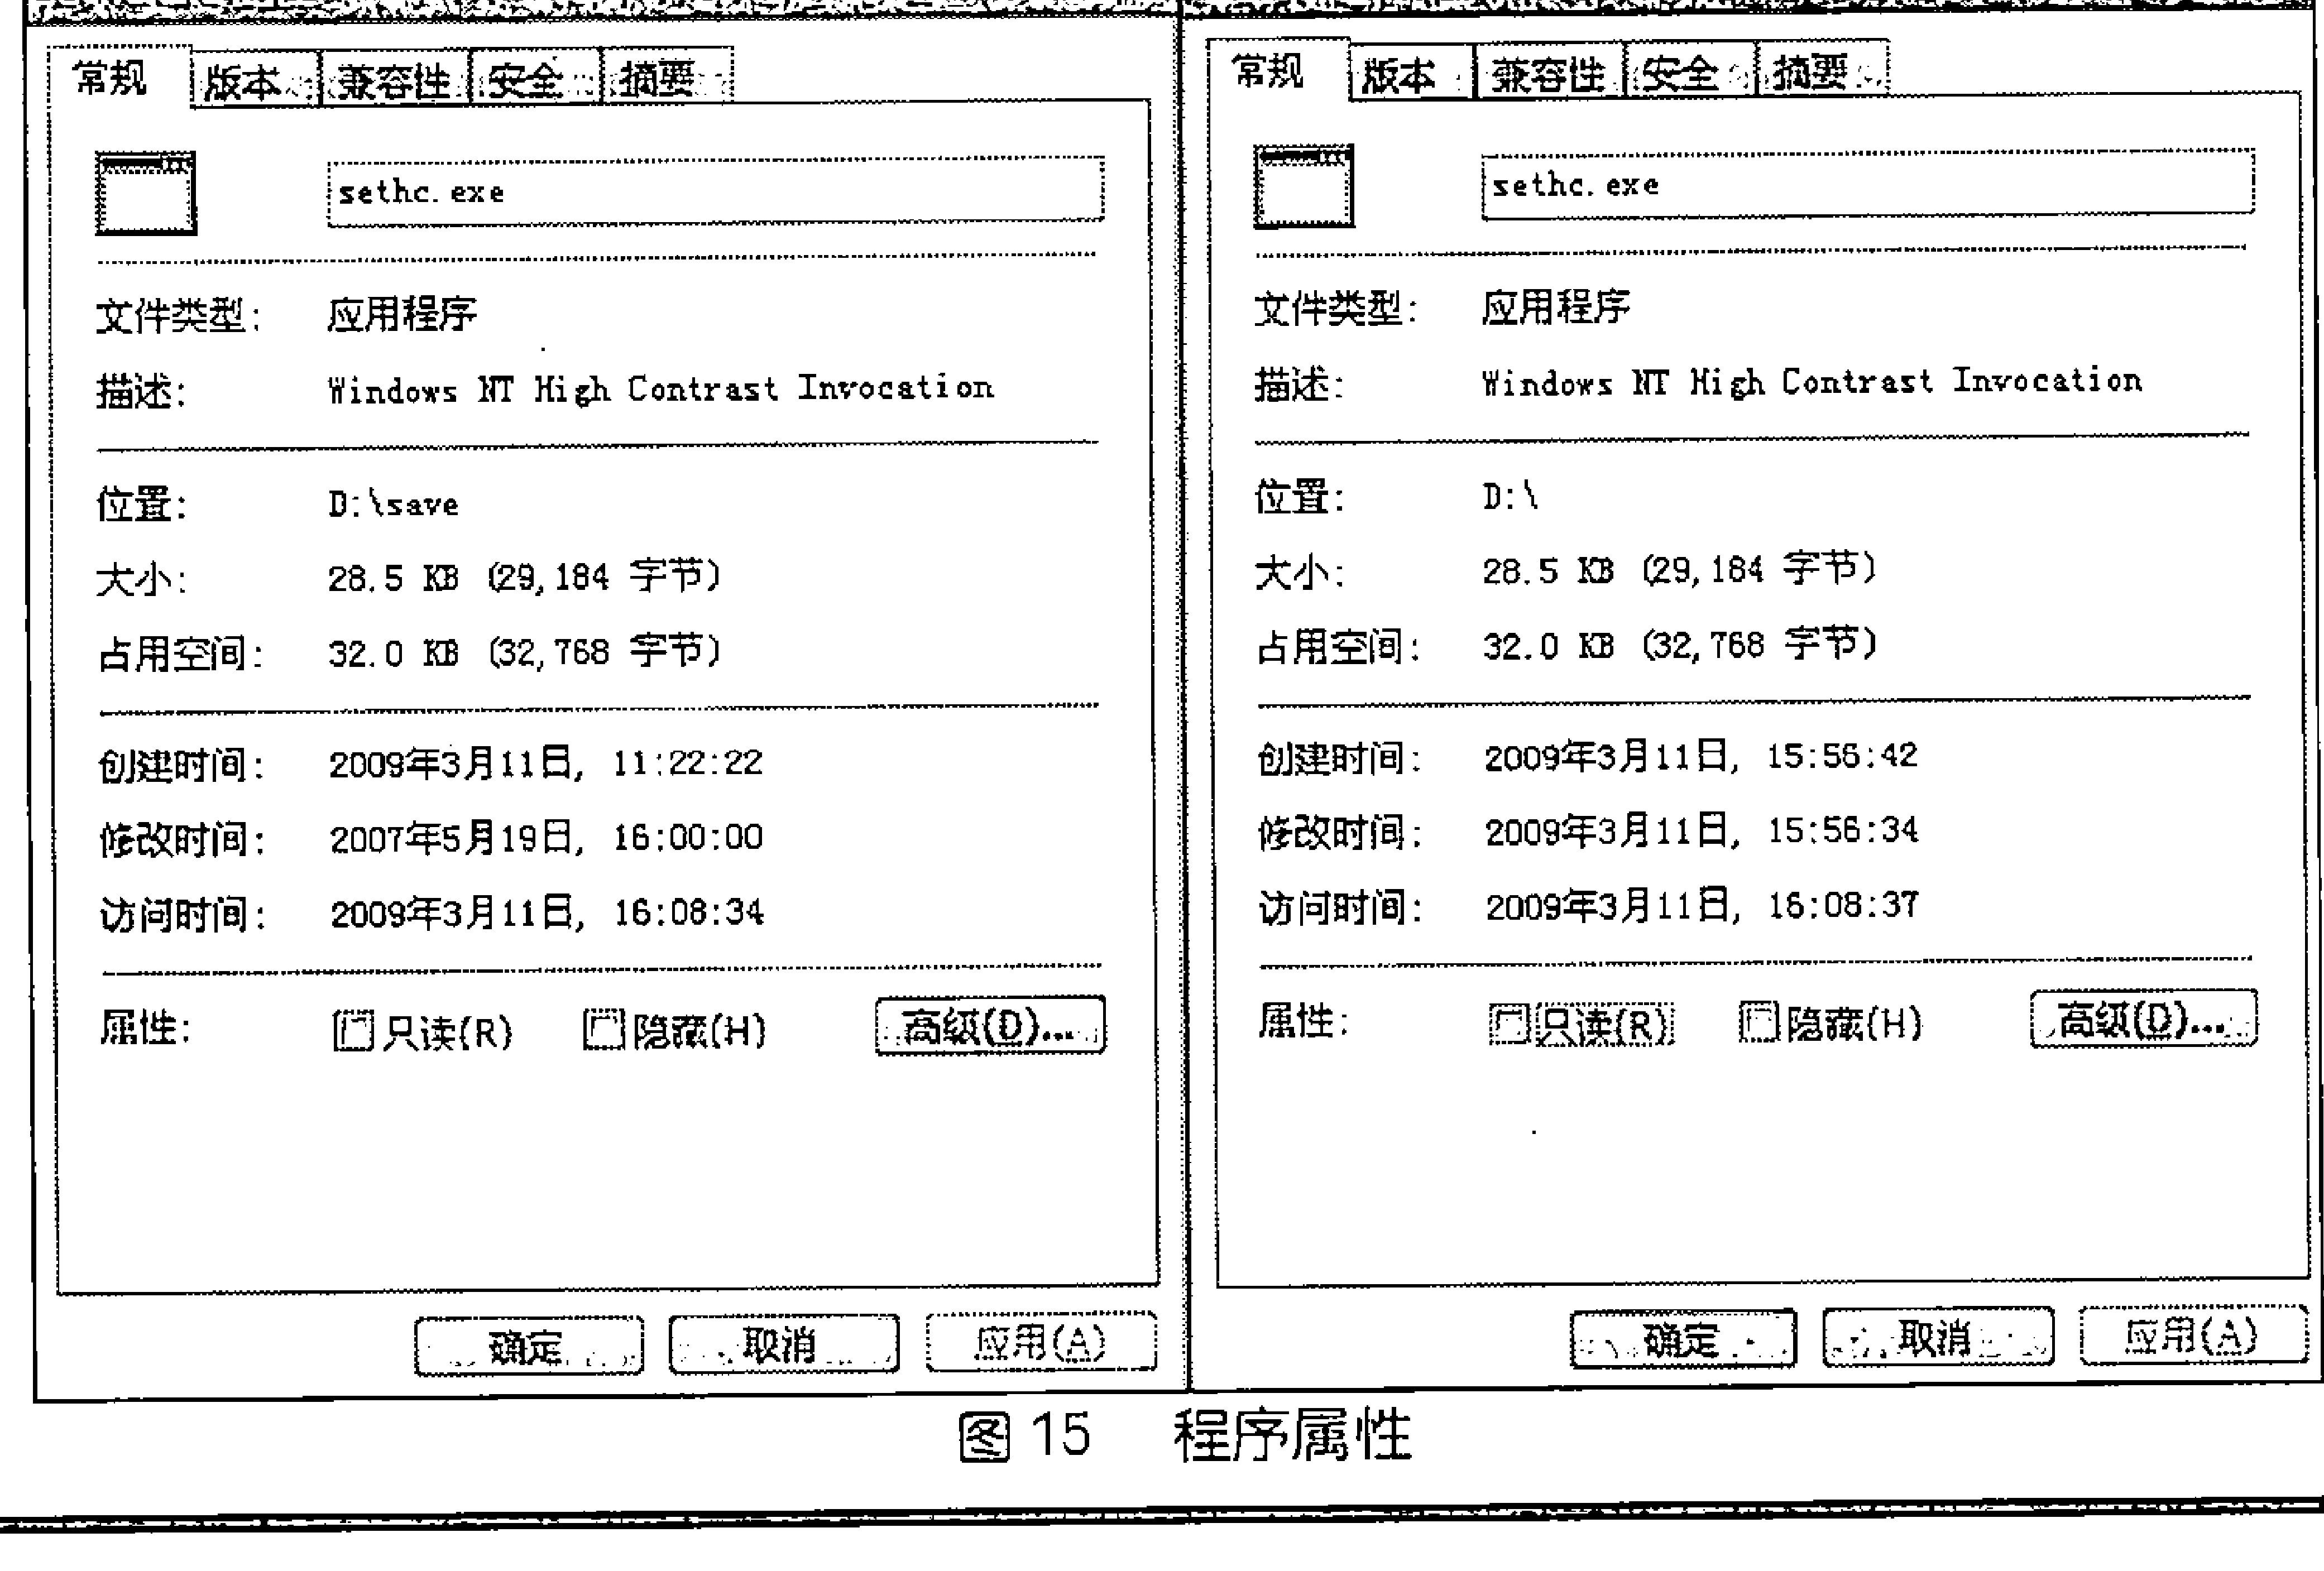 常规 版本 兼容性 安全 摘要
sethc.exe
文件类型: 应用程序
描述: Windows NT High Contrast Invocation
位置: D:\save
大小: 28.5 KB (29,184 字节)
占用空间: 32.0 KB (32,768 字节)
创建时间: 2009年3月11日, 11:22:22
修改时间: 2007年5月19日, 16:00:00
访问时间: 2009年3月11日, 16:08:34
属性: 只读(R) 隐藏(H) 高级(D)...
确定 取消 应用(A)
常规 版本 兼容性 安全 摘要
sethc.exe
文件类型: 应用程序
描述: Windows NT High Contrast Invocation
位置: D:\
大小: 28.5 KB (29,184 字节)
占用空间: 32.0 KB (32,768 字节)
创建时间: 2009年3月11日, 15:56:42
修改时间: 2009年3月11日, 15:56:34
访问时间: 2009年3月11日, 16:08:37
属性: 只读(R) 隐藏(H) 高级(D)...
确定 取消 应用(A)
图 15 程序属性